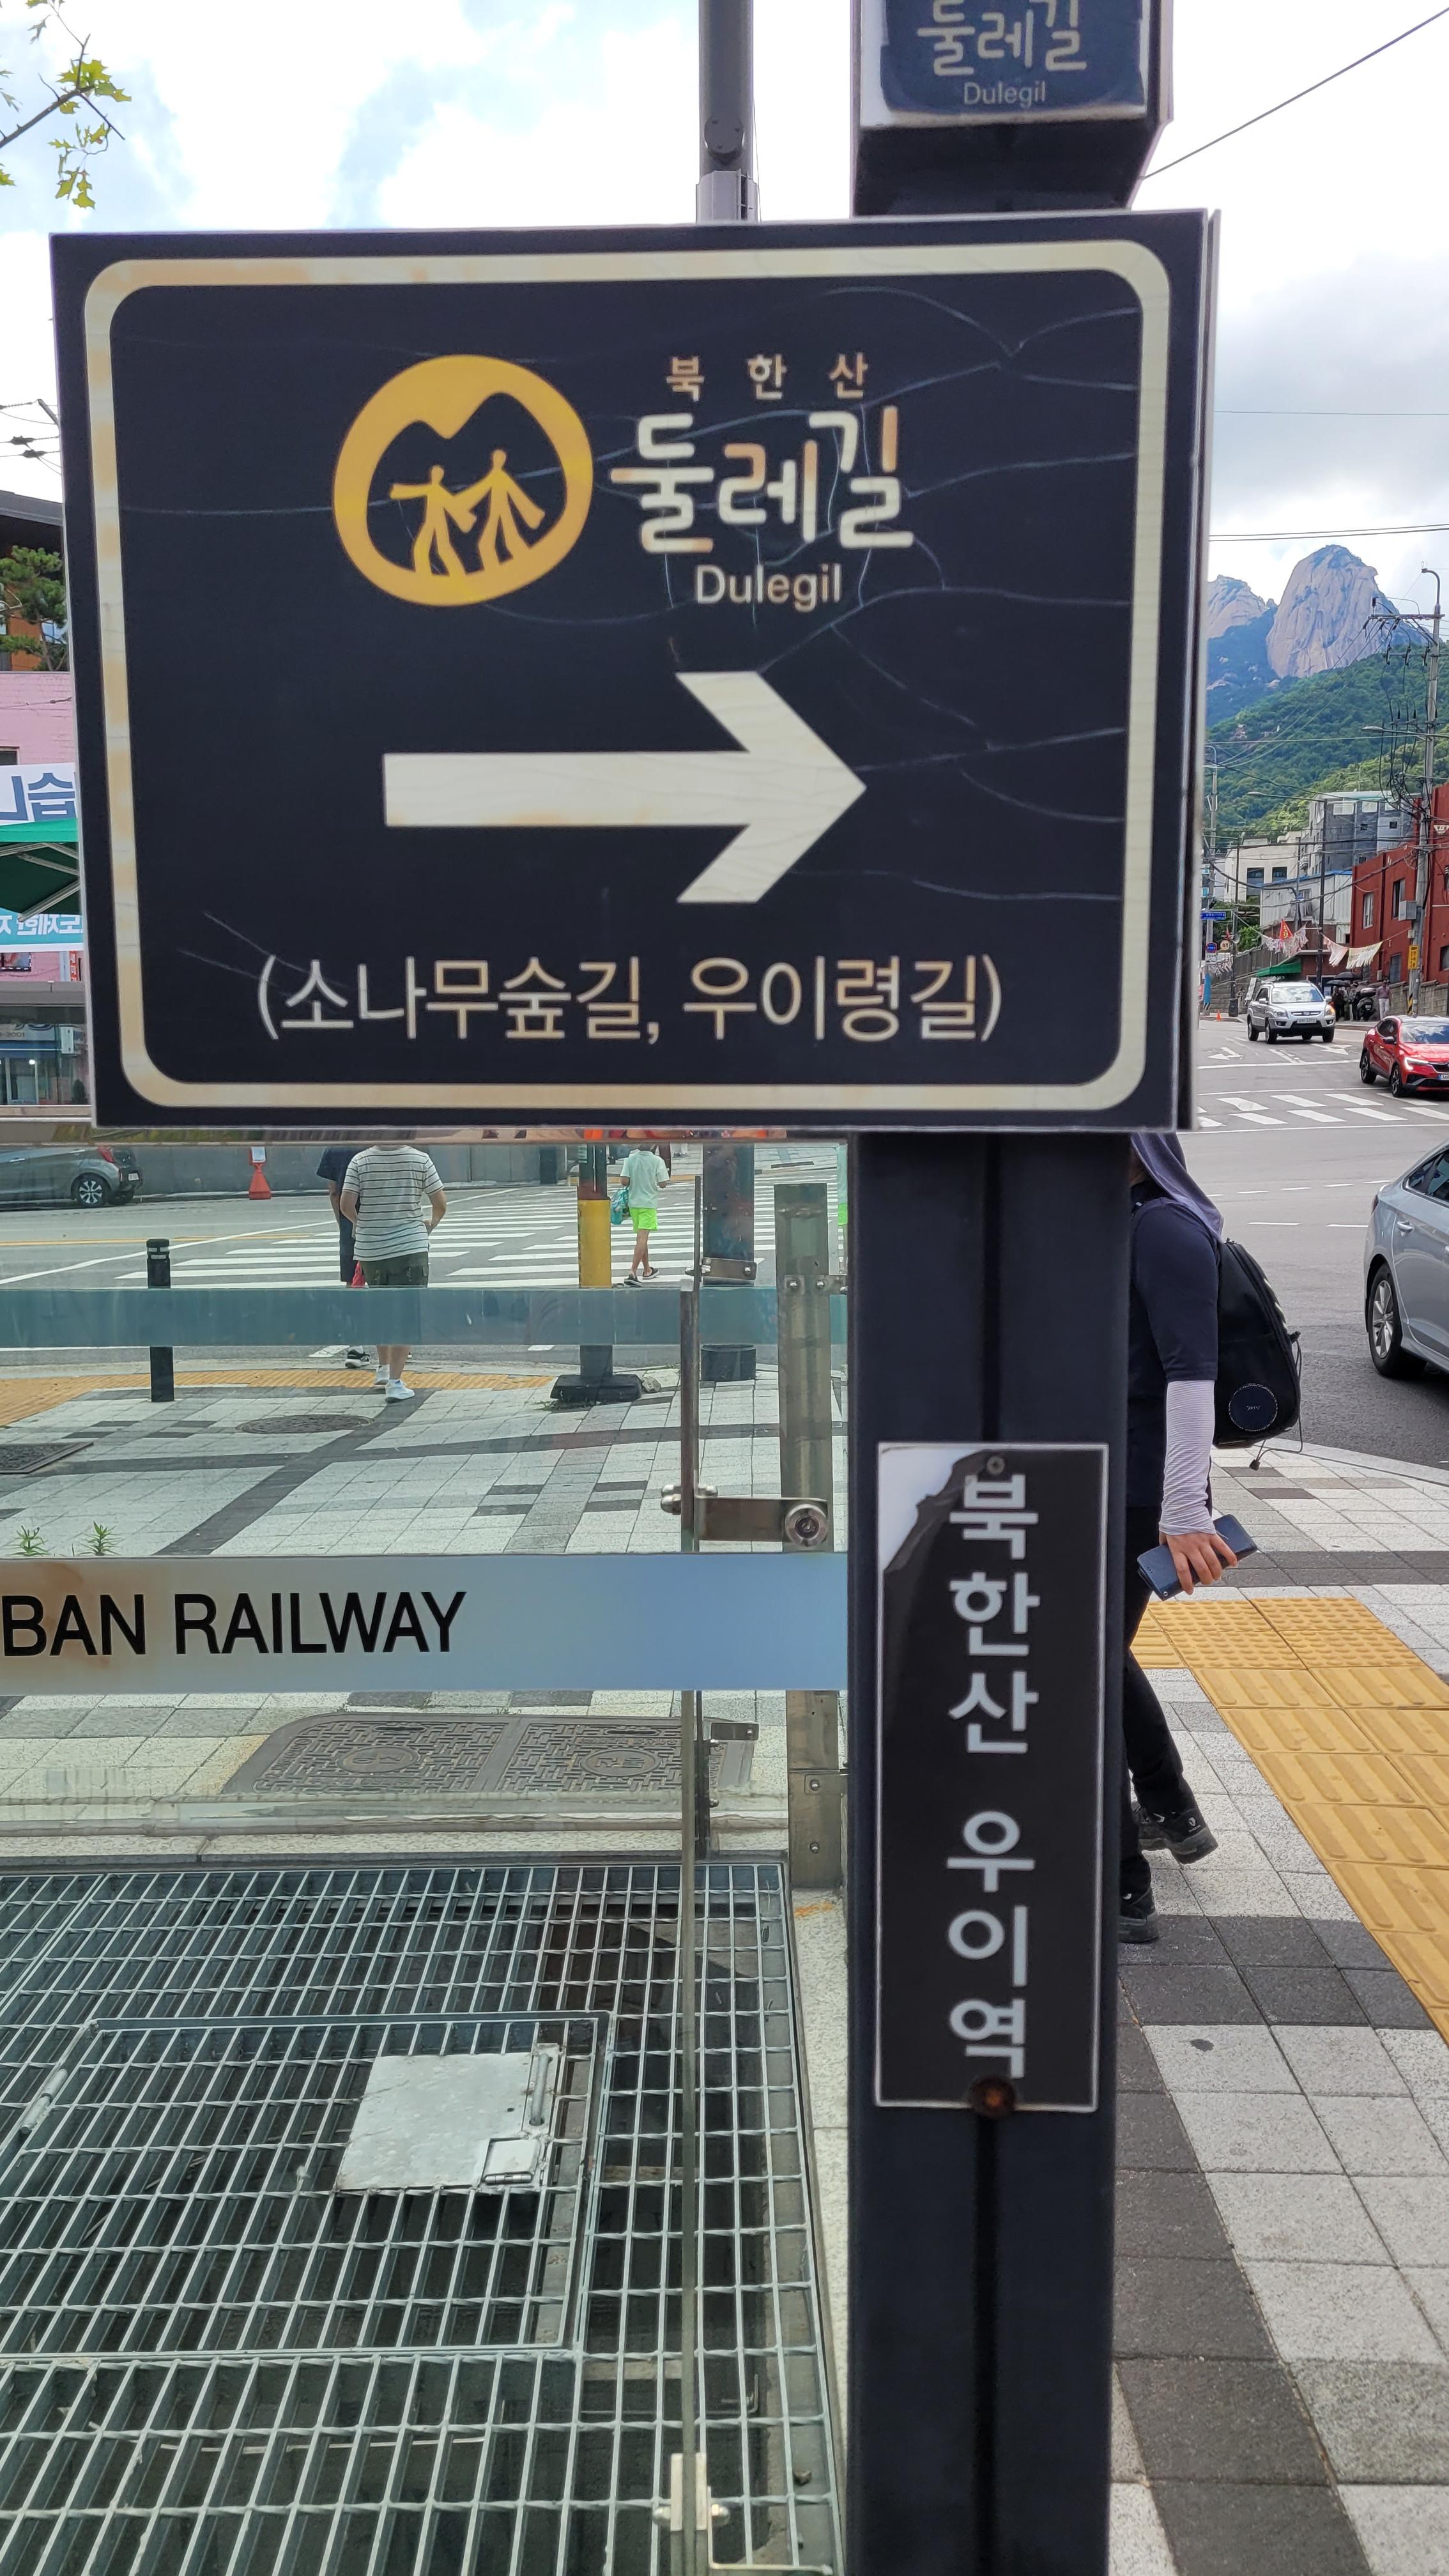 둘레길
Dulegil
북한산
둘레길
Dulegil
(소나무숲길, 우이령길)
BAN RAILWAY
북한산 우이역